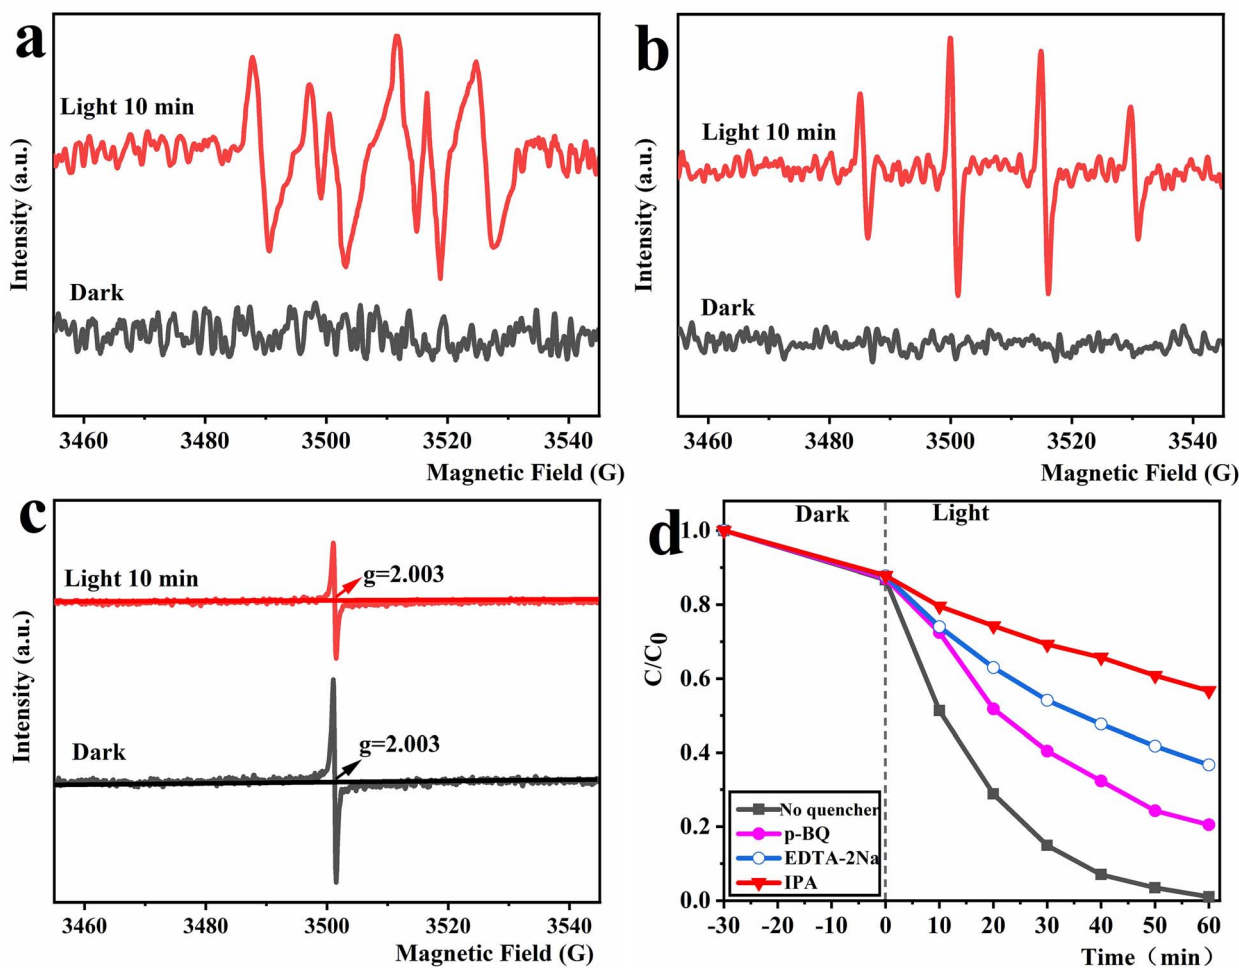 a
Light 10 min
Dark
Intensity (a.u.)
3460 3480 3500 3520 3540
Magnetic Field (G)
b
Light 10 min
Dark
Intensity (a.u.)
3460 3480 3500 3520 3540
Magnetic Field (G)
c
Light 10 min
g=2.003
Dark
g=2.003
Intensity (a.u.)
3460 3480 3500 3520 3540
Magnetic Field (G)
d
Dark
Light
C/C0
1.0
0.8
0.6
0.4
0.2
0.0
No quencher
p-BQ
EDTA-2Na
IPA
-30 -20 -10 0 10 20 30 40 50 60
Time（min）